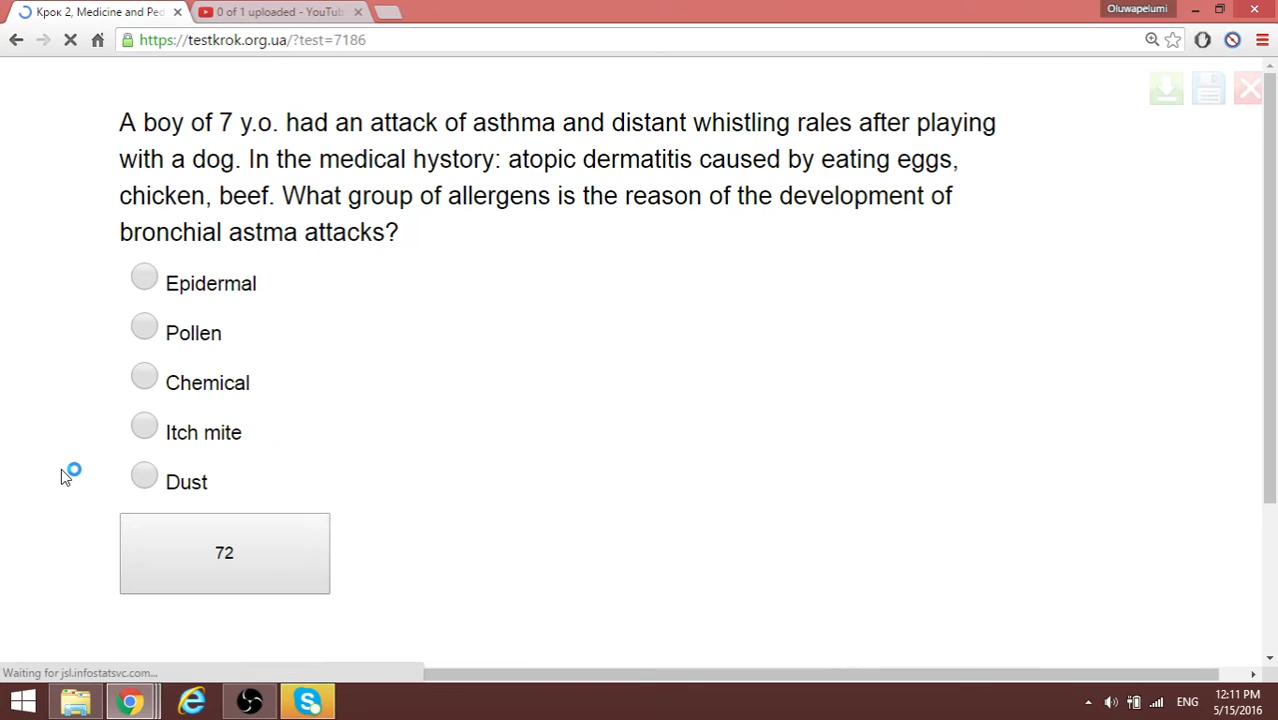 Крок 2, Medicine and Ped
0 of 1 uploaded - YouTub
Oluwapelumi
https://testkrok.org.ua/?test=7186
A boy of 7 y.o. had an attack of asthma and distant whistling rales after playing
with a dog. In the medical hystory: atopic dermatitis caused by eating eggs,
chicken, beef. What group of allergens is the reason of the development of
bronchial astma attacks?
Epidermal
Pollen
Chemical
Itch mite
Dust
72
Waiting for jsl.infostatsvc.com...
ENG
12:11 PM
5/15/2016